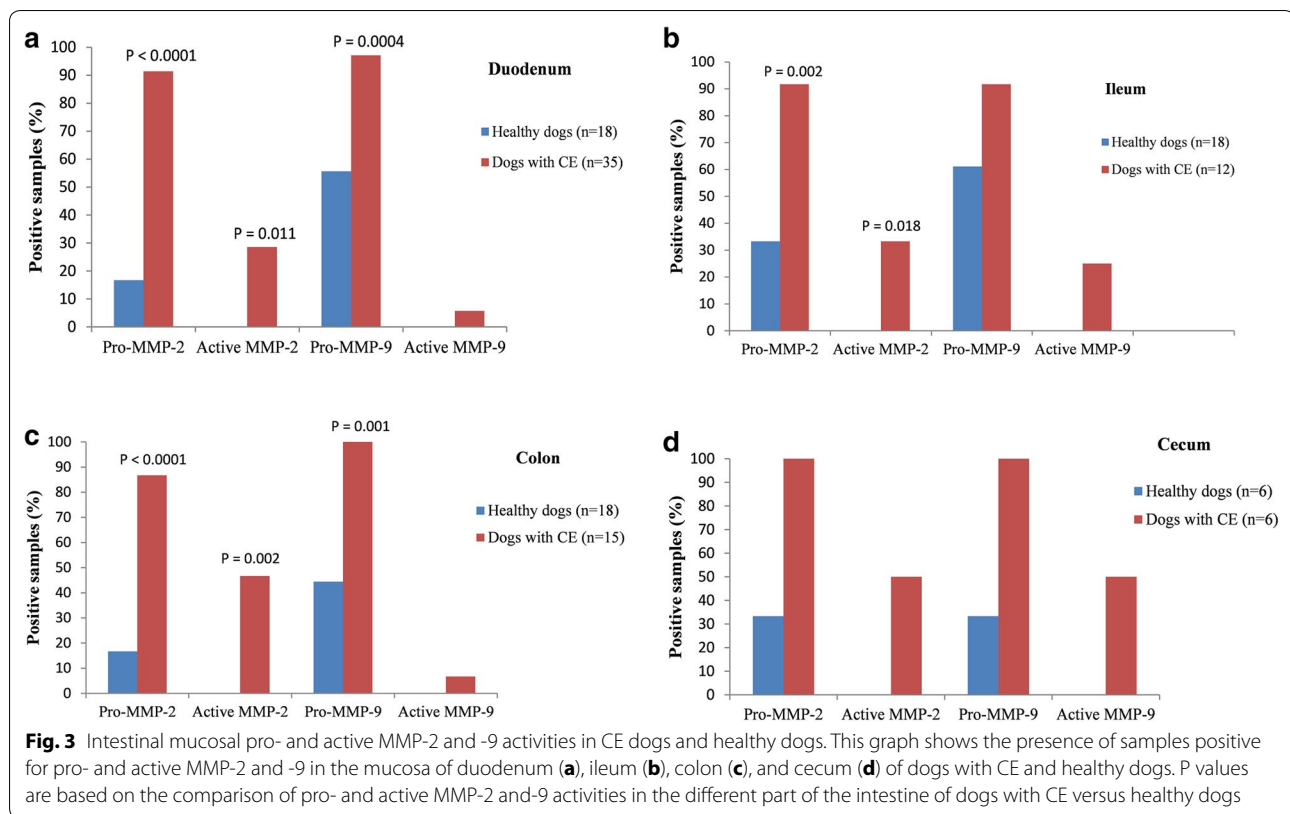 a
P < 0.0001
P = 0.0004
Duodenum
Positive samples (%)
100
90
80
70
60
50
40
30
20
10
0
P = 0.011
Healthy dogs (n=18)
Dogs with CE (n=35)
Pro-MMP-2 Active MMP-2 Pro-MMP-9 Active MMP-9
b
P = 0.002
Ileum
Positive samples (%)
100
90
80
70
60
50
40
30
20
10
0
P = 0.018
Healthy dogs (n=18)
Dogs with CE (n=12)
Pro-MMP-2 Active MMP-2 Pro-MMP-9 Active MMP-9
c
P < 0.0001
P = 0.001
Colon
Positive samples (%)
100
90
80
70
60
50
40
30
20
10
0
P = 0.002
Healthy dogs (n=18)
Dogs with CE (n=15)
Pro-MMP-2 Active MMP-2 Pro-MMP-9 Active MMP-9
d
Cecum
Positive samples (%)
100
90
80
70
60
50
40
30
20
10
0
Healthy dogs (n=6)
Dogs with CE (n=6)
Pro-MMP-2 Active MMP-2 Pro-MMP-9 Active MMP-9
Fig. 3 Intestinal mucosal pro- and active MMP-2 and -9 activities in CE dogs and healthy dogs. This graph shows the presence of samples positive
for pro- and active MMP-2 and -9 in the mucosa of duodenum (a), ileum (b), colon (c), and cecum (d) of dogs with CE and healthy dogs. P values
are based on the comparison of pro- and active MMP-2 and-9 activities in the different part of the intestine of dogs with CE versus healthy dogs